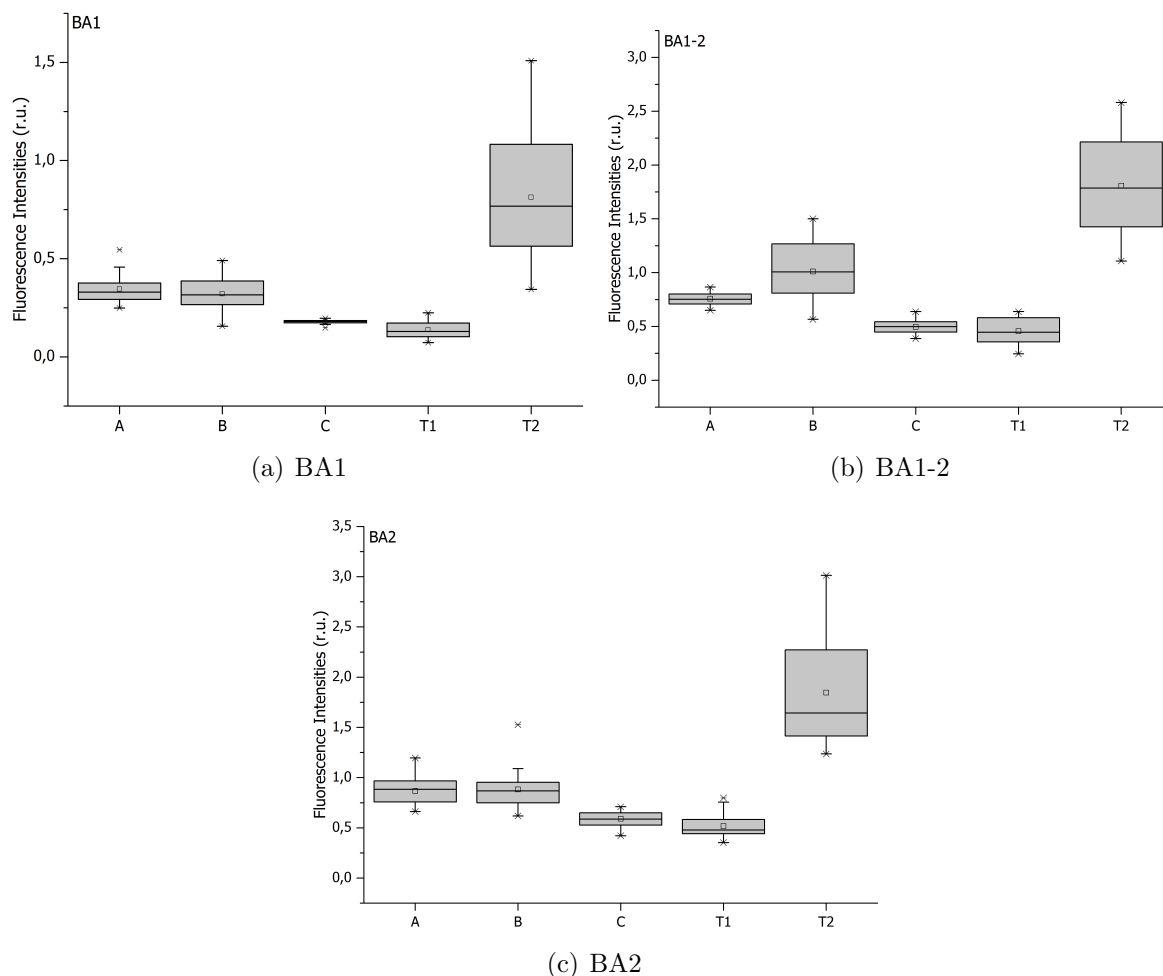 BA1
Fluorescence Intensities (r.u.)
1,5
1,0
0,5
0,0
A B C T1 T2
(a) BA1
BA1-2
Fluorescence Intensities (r.u.)
3,0
2,5
2,0
1,5
1,0
0,5
0,0
A B C T1 T2
(b) BA1-2
BA2
Fluorescence Intensities (r.u.)
3,5
3,0
2,5
2,0
1,5
1,0
0,5
0,0
A B C T1 T2
(c) BA2